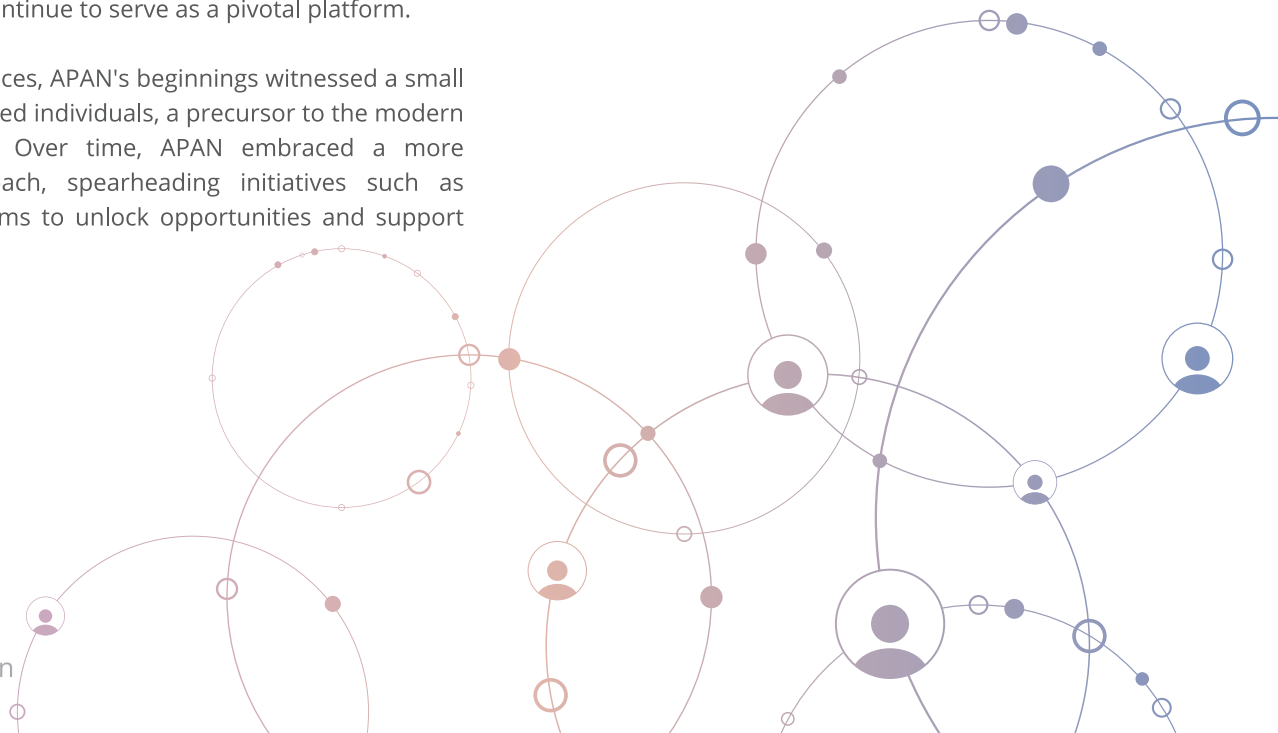 ntinue to serve as a pivotal platform.
ces, APAN's beginnings witnessed a small
ed individuals, a precursor to the modern
Over time, APAN embraced a more
ach, spearheading initiatives such as
ms to unlock opportunities and support
n